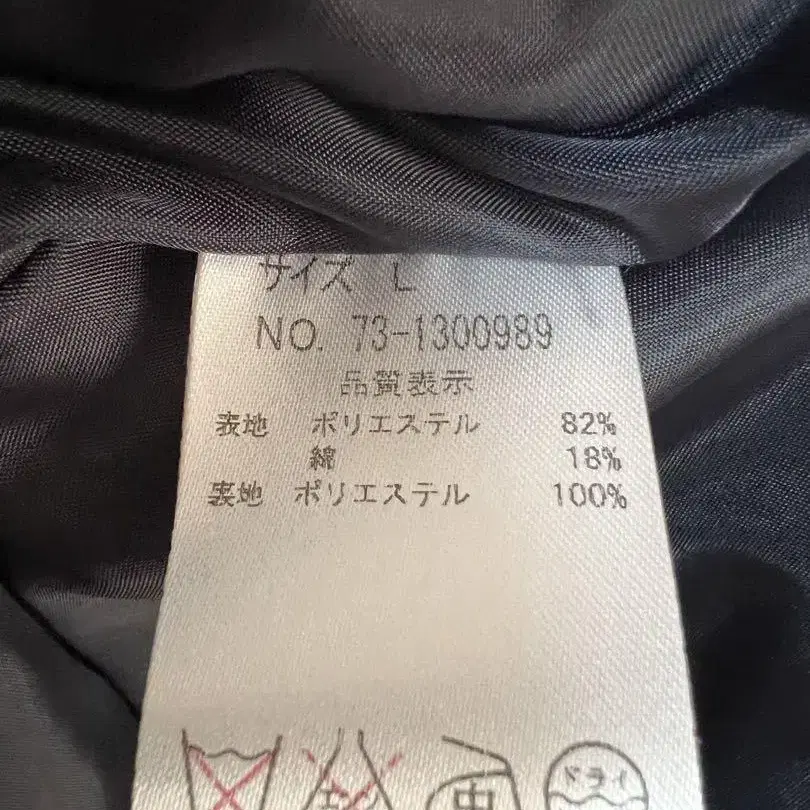 サイズ L
NO. 73-1300989
品質表示
表地 ポリエステル 82%
綿 18%
裏地 ポリエステル 100%
中 ドライ